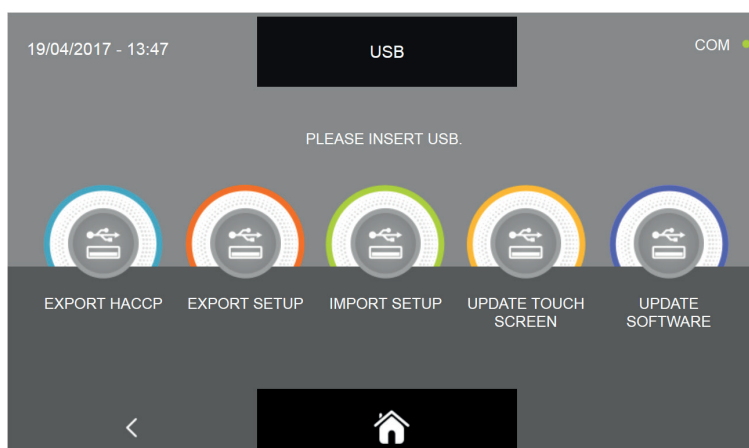 19/04/2017 - 13:47
USB
COM
PLEASE INSERT USB.
EXPORT HACCP
EXPORT SETUP
IMPORT SETUP
UPDATE TOUCH
SCREEN
UPDATE
SOFTWARE